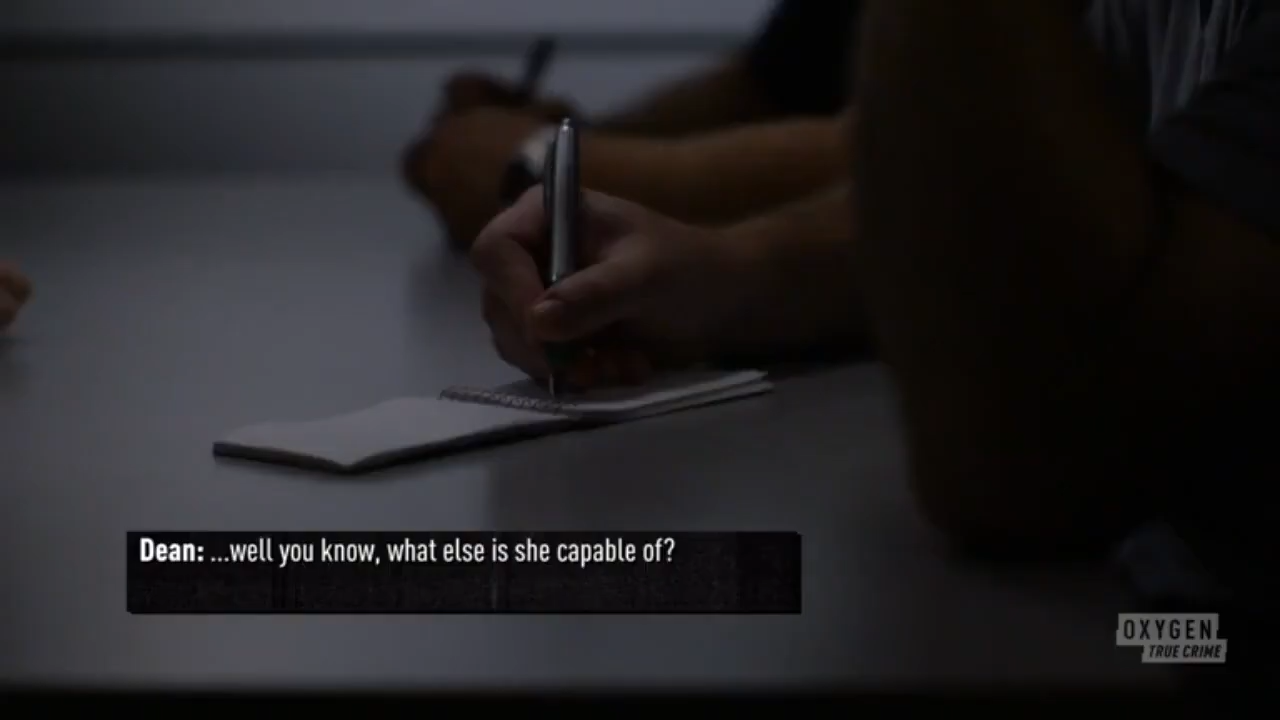 Dean: ...well you know, what else is she capable of?
OXYGEN
TRUE CRIME